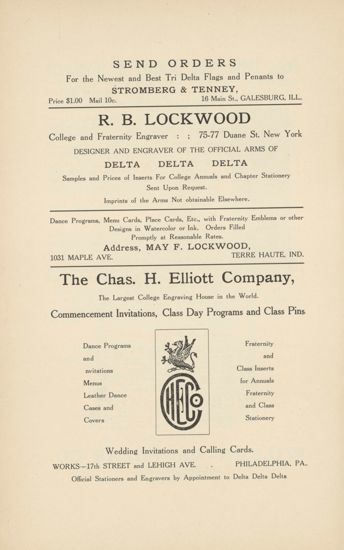 SEND ORDERS
For the Newest and Best Tri Delta Flags and Penants to
STROMBERG & TENNEY,
Price $1.00 Mail 10c. 16 Main St., GALESBURG, ILL.
R. B. LOCKWOOD
College and Fraternity Engraver : ; 75-77 Duane St. New York
DESIGNER AND ENGRAVER OF THE OFFICIAL ARMS OF
DELTA DELTA DELTA
Samples and Prices of Inserts For College Annuals and Chapter Stationery
Sent Upon Request.
Imprints of the Arms Not obtainable Elsewhere.
Dance Programs, Menu Cards, Place Cards, Etc., with Fraternity Emblems or other
Designs in Watercolor or Ink. Orders Filled
Promptly at Reasonable Rates.
Address, MAY F. LOCKWOOD,
1031 MAPLE AVE. TERRE HAUTE, IND.
The Chas. H. Elliott Company,
The Largest College Engraving House in the World.
Commencement Invitations, Class Day Programs and Class Pins
Dance Programs
and
nvitations
Menus
Leather Dance
Cases and
Covers
CHECO
Fraternity
and
Class Inserts
for Annuals
Fraternity
and Class
Stationery
Wedding Invitations and Calling Cards.
WORKS—17th STREET and LEHIGH AVE. . PHILADELPHIA, PA.
Official Stationers and Engravers by Appointment to Delta Delta Delta